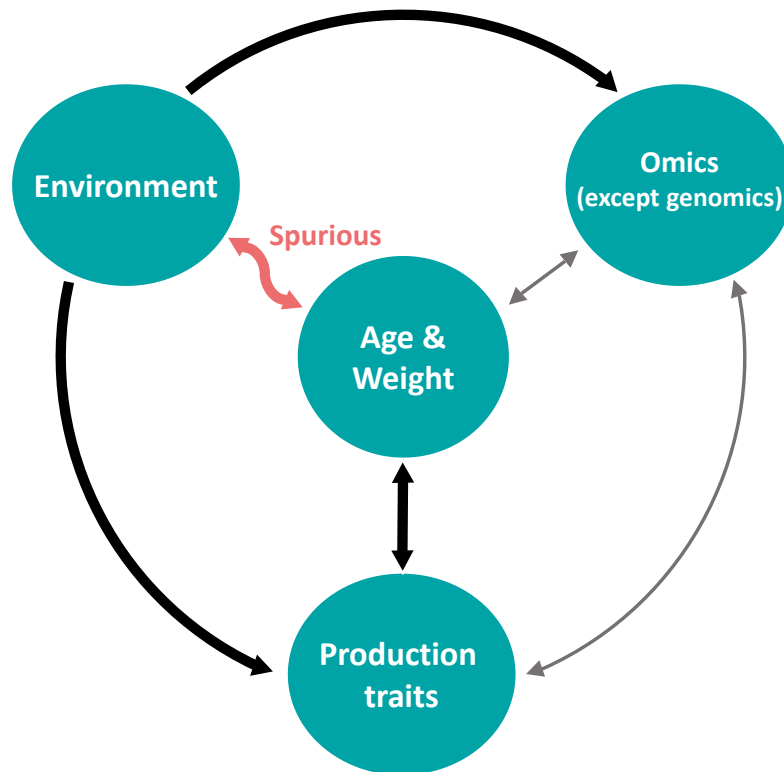 Environment
Omics
(except genomics)
Spurious
Age &
Weight
Production
traits